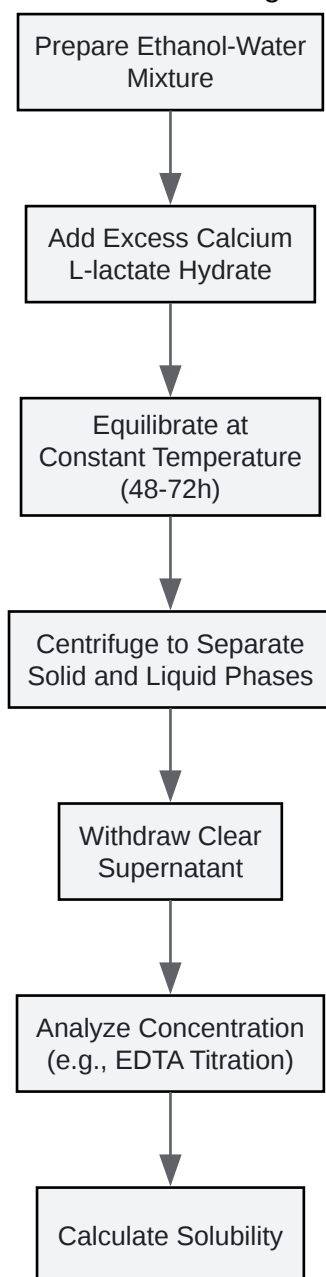 Prepare Ethanol-Water
Mixture
Add Excess Calcium
L-lactate Hydrate
Equilibrate at
Constant Temperature
(48-72h)
Centrifuge to Separate
Solid and Liquid Phases
Withdraw Clear
Supernatant
Analyze Concentration
(e.g., EDTA Titration)
Calculate Solubility